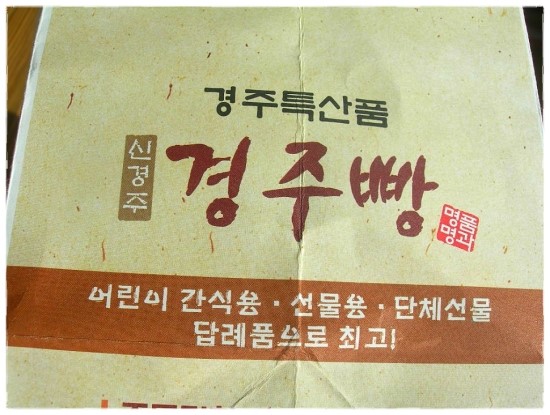 경주특산품
신경주
경주빵
명품
명과
어린이 간식용 · 선물용 · 단체선물
답례품으로 최고!